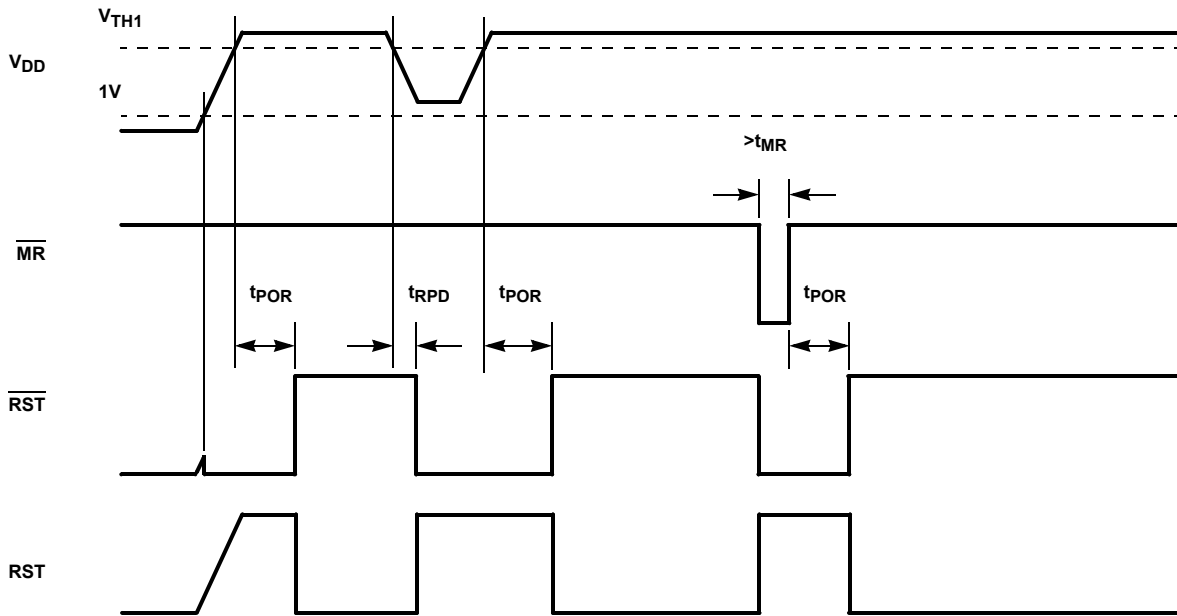 VTH1
VDD
1V
>tMR
MR
tPOR
tRPD
tPOR
tPOR
RST
RST